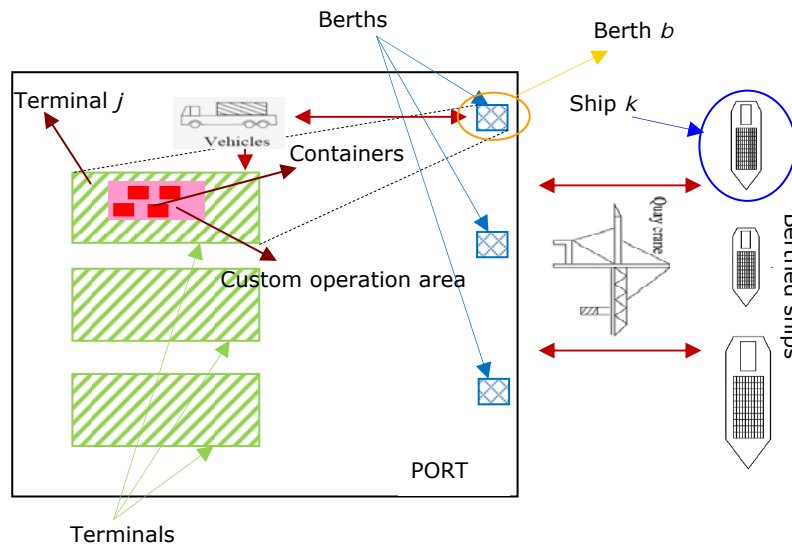 Berths
Berth b
Terminal j
Ship k
Vehicles
Containers
Quay crane
Custom operation area
Berthed ships
PORT
Terminals